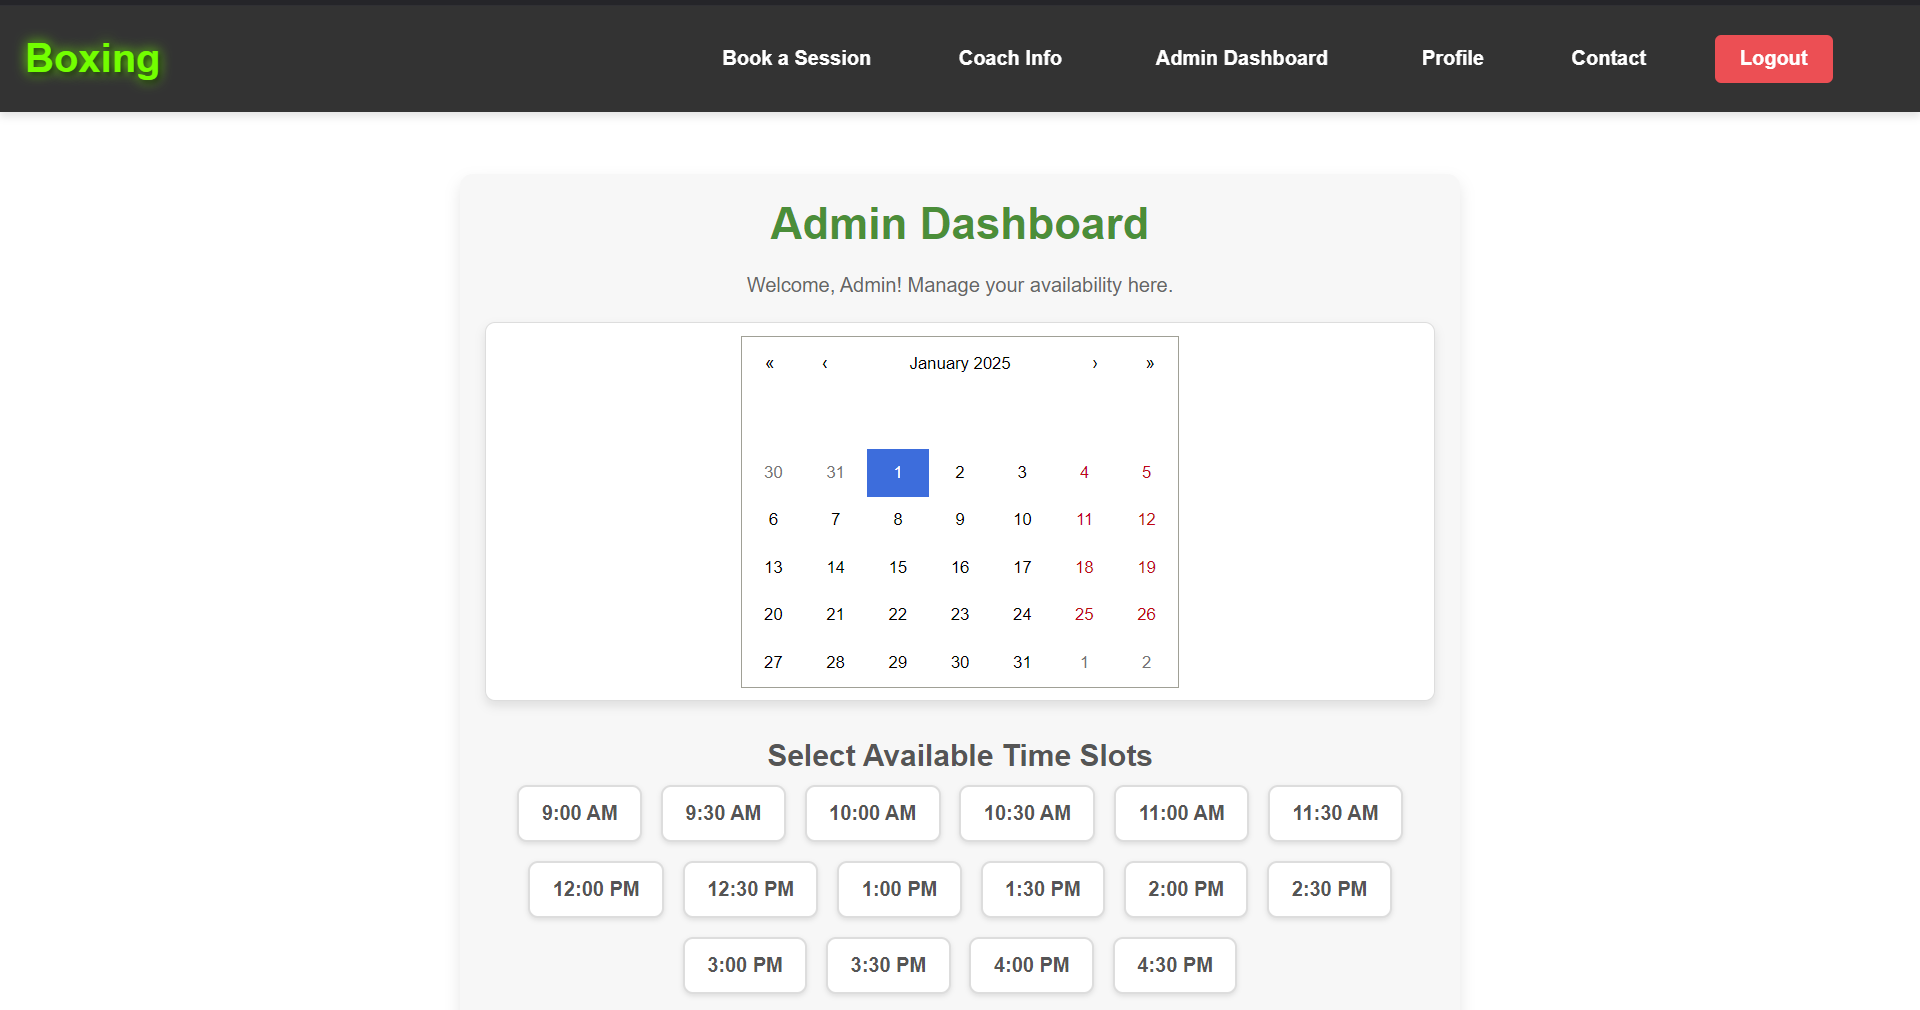 Boxing
Book a Session Coach Info Admin Dashboard Profile Contact Logout
Admin Dashboard
Welcome, Admin! Manage your availability here.
« ‹ January 2025 › »
30 31 1 2 3 4 5
6 7 8 9 10 11 12
13 14 15 16 17 18 19
20 21 22 23 24 25 26
27 28 29 30 31 1 2
Select Available Time Slots
9:00 AM 9:30 AM 10:00 AM 10:30 AM 11:00 AM 11:30 AM
12:00 PM 12:30 PM 1:00 PM 1:30 PM 2:00 PM 2:30 PM
3:00 PM 3:30 PM 4:00 PM 4:30 PM